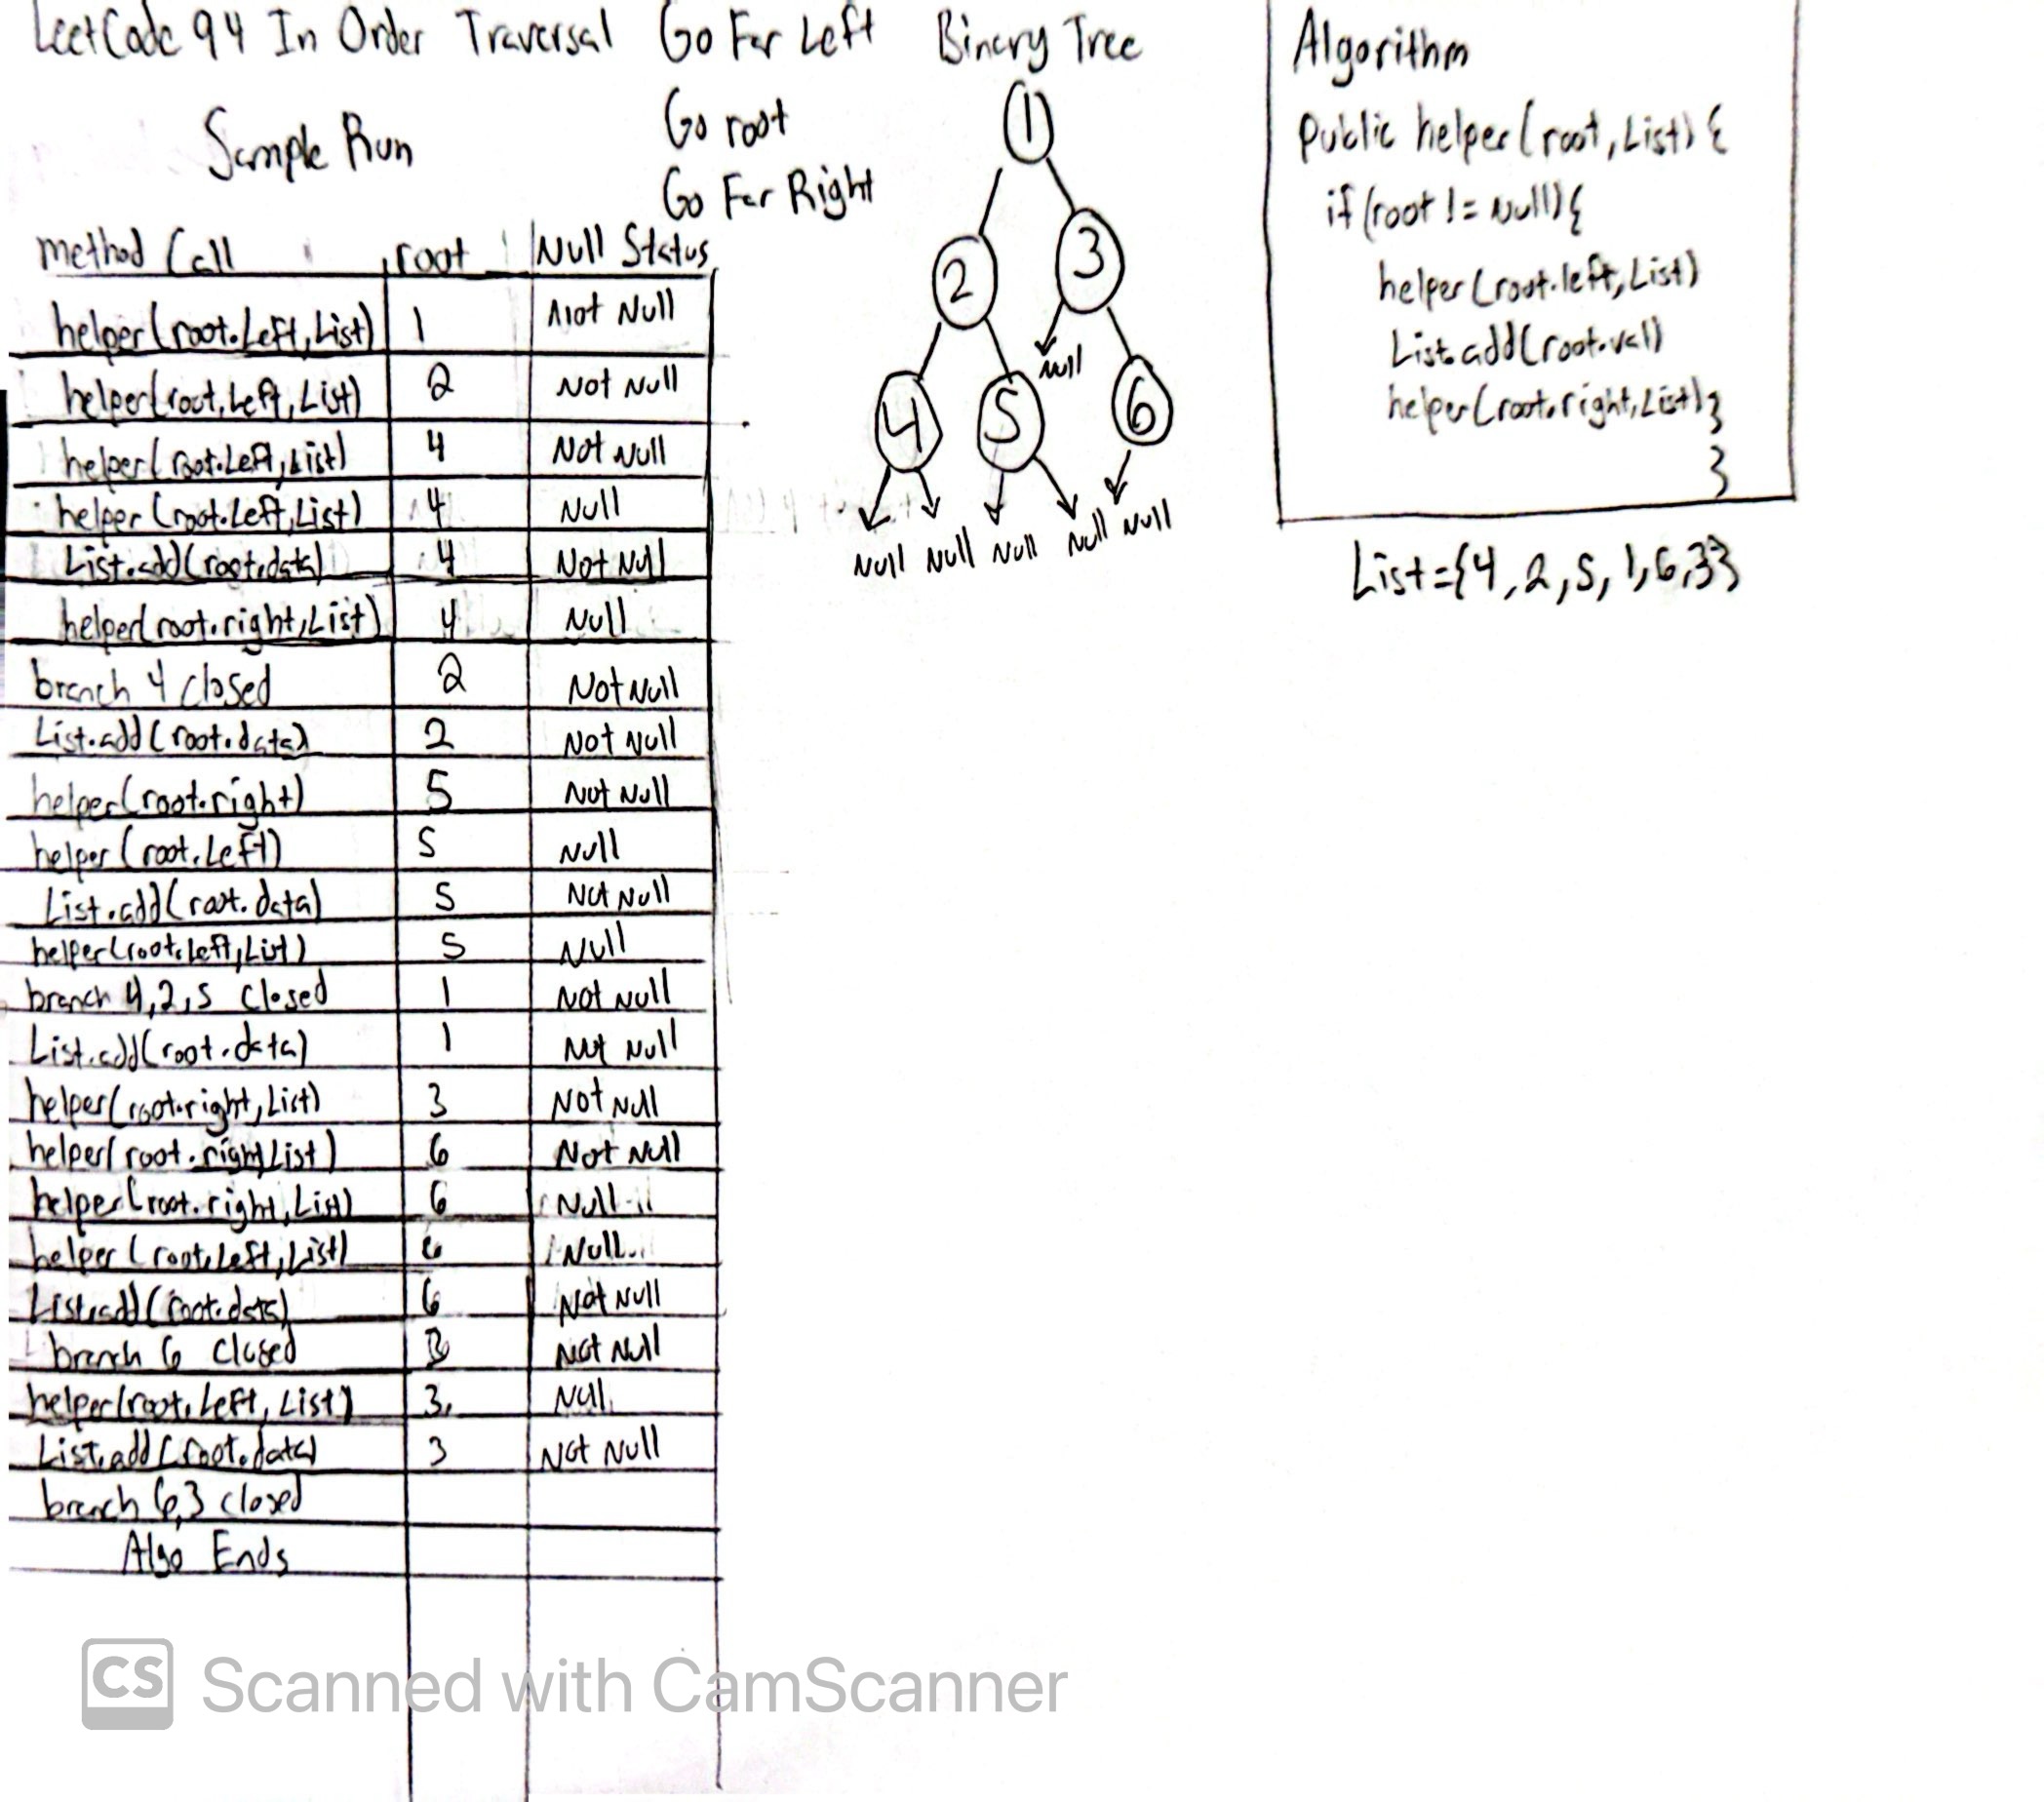 LeetCode 94 In Order Traversal
Sample Run
Go Far Left
Go root
Go Far Right
Binary Tree
1
2 3
null
4 5 6
Null Null Null Null Null
Algorithm
Public helper(root, List) {
if (root != Null) {
helper(root.left, List)
List.add(root.val)
helper(root.right, List) }
}
List={4, 2, 5, 1, 6, 3}
method Call root Null Status
helper(root.Left, List) 1 Not Null
helper(root.Left, List) 2 Not Null
helper(root.Left, List) 4 Not Null
helper(root.Left, List) 4 Null
List.add(root.data) 4 Not Null
helper(root.right, List) 4 Null
branch 4 closed 2 Not Null
List.add(root.data) 2 Not Null
helper(root.right) 5 Not Null
helper(root.Left) 5 Null
List.add(root.data) 5 Not Null
helper(root.Left, List) 5 Null
branch 4,2,5 Closed 1 Not Null
List.add(root.data) 1 Not Null
helper(root.right, List) 3 Not Null
helper(root.right List) 6 Not Null
helper(root.right, List) 6 Null
helper(root.Left, List) 6 Null
List.add(root.data) 6 Not Null
branch 6 Closed 3 Not Null
helper(root.Left, List) 3 Null
List.add(root.data) 3 Not Null
branch 6,3 closed
Algo Ends
CS Scanned with CamScanner